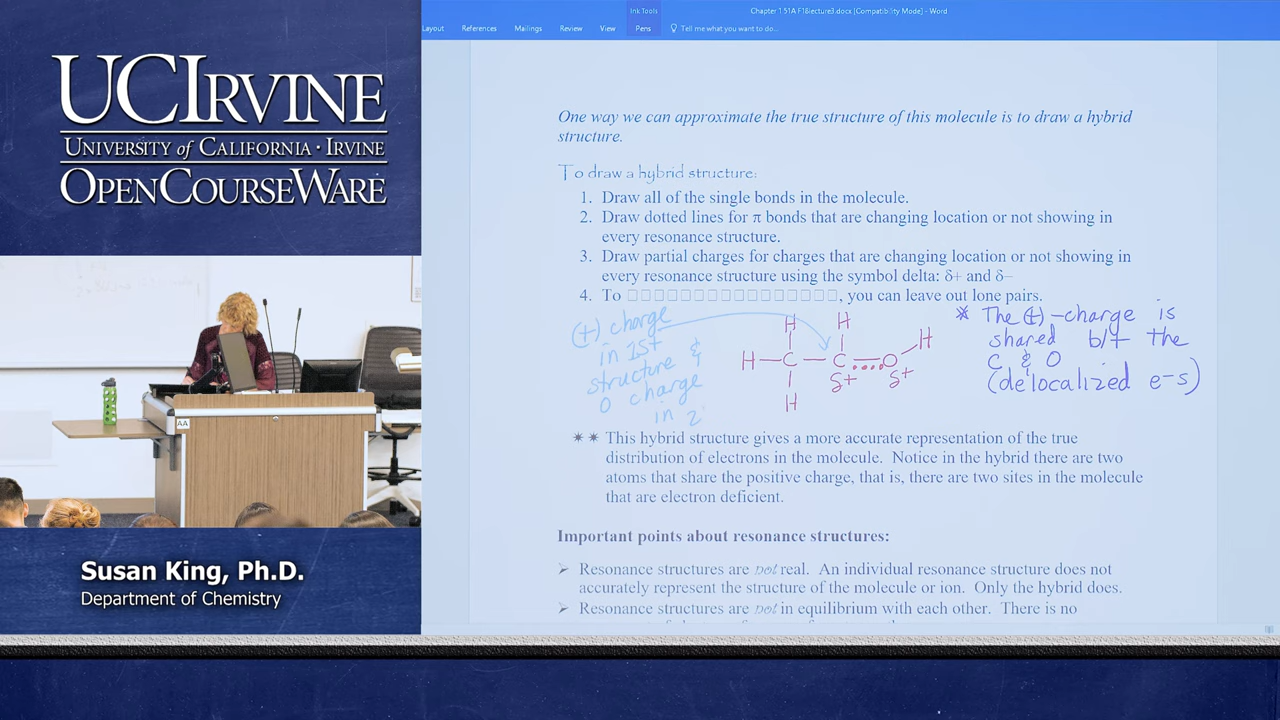 UCIRVINE
UNIVERSITY of CALIFORNIA · IRVINE
OPENCOURSEWARE
AA
Susan King, Ph.D.
Department of Chemistry
Ink Tools
Chapter 1 51A F16lecture3.docx [Compatibility Mode] - Word
Layout References Mailings Review View Pens Tell me what you want to do...
One way we can approximate the true structure of this molecule is to draw a hybrid
structure.
To draw a hybrid structure:
1. Draw all of the single bonds in the molecule.
2. Draw dotted lines for π bonds that are changing location or not showing in
every resonance structure.
3. Draw partial charges for charges that are changing location or not showing in
every resonance structure using the symbol delta: δ+ and δ−
4. To □□□□□□□□□□□□□□□□, you can leave out lone pairs.
(+) charge
in 1st
structure &
0 charge
in 2
H H H
H C C O
δ+ δ+
H
* The (+)-charge is
shared b/t the
C & O
(delocalized e-s)
** This hybrid structure gives a more accurate representation of the true
distribution of electrons in the molecule. Notice in the hybrid there are two
atoms that share the positive charge, that is, there are two sites in the molecule
that are electron deficient.
Important points about resonance structures:
➢ Resonance structures are not real. An individual resonance structure does not
accurately represent the structure of the molecule or ion. Only the hybrid does.
➢ Resonance structures are not in equilibrium with each other. There is no